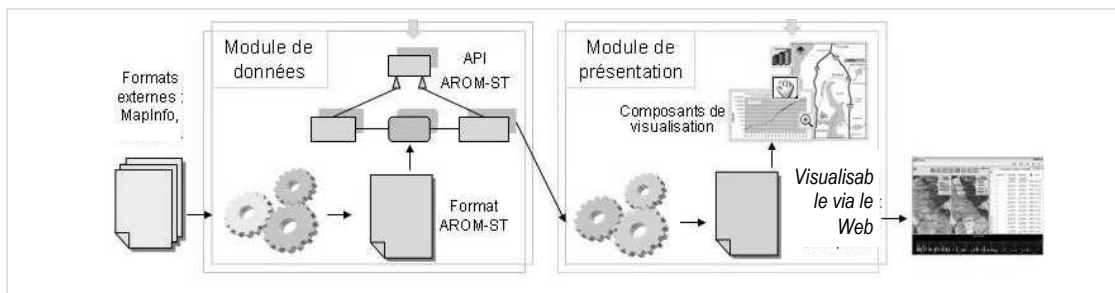 Module de
données
API
AROM-ST
Formats
externes :
MapInfo,
Format
AROM-ST
Module de
présentation
Composants de
visualisation
Visualisab
le via le
Web